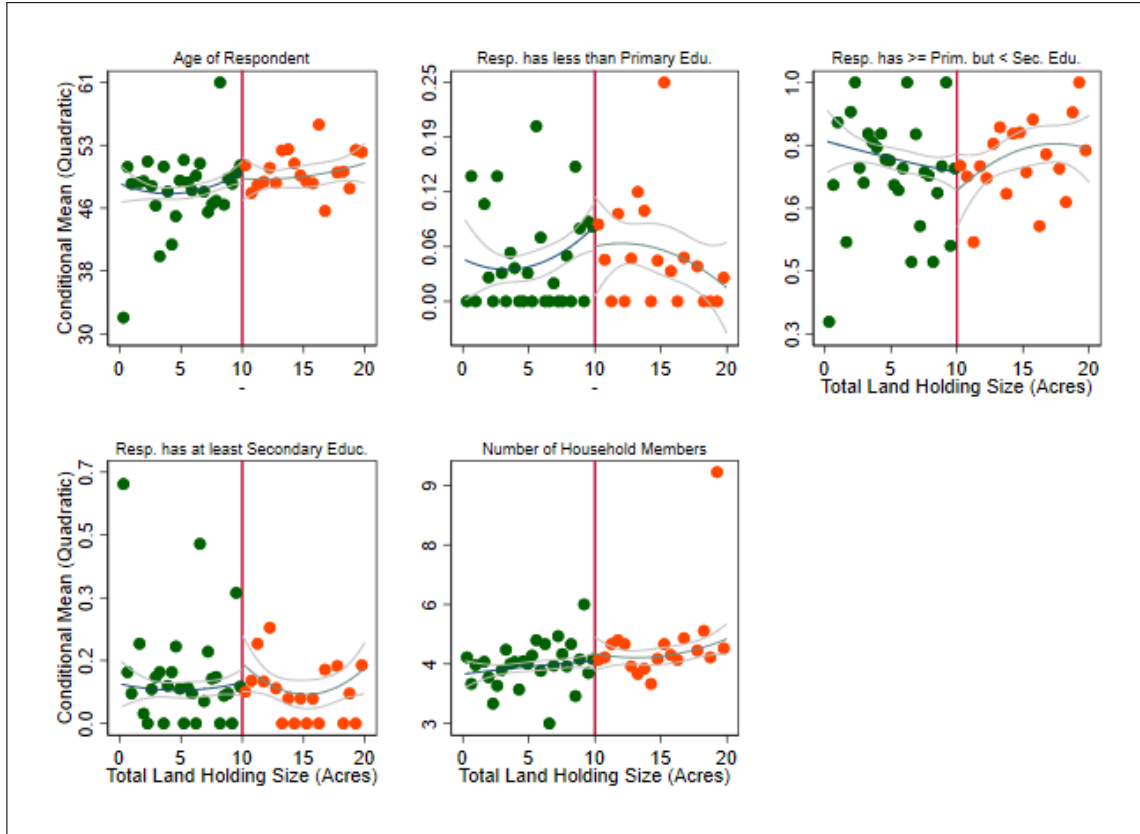 Age of Respondent
Resp. has less than Primary Edu.
Resp. has >= Prim. but < Sec. Edu.
Conditional Mean (Quadratic)
61
53
46
38
30
0.25
0.19
0.12
0.06
0.00
1.0
0.8
0.6
0.5
0.3
0 5 10 15 20
0 5 10 15 20
0 5 10 15 20
-
-
Total Land Holding Size (Acres)
Resp. has at least Secondary Educ.
Number of Household Members
Conditional Mean (Quadratic)
0.7
0.5
0.3
0.2
0.0
9
8
6
4
3
0 5 10 15 20
0 5 10 15 20
Total Land Holding Size (Acres)
Total Land Holding Size (Acres)